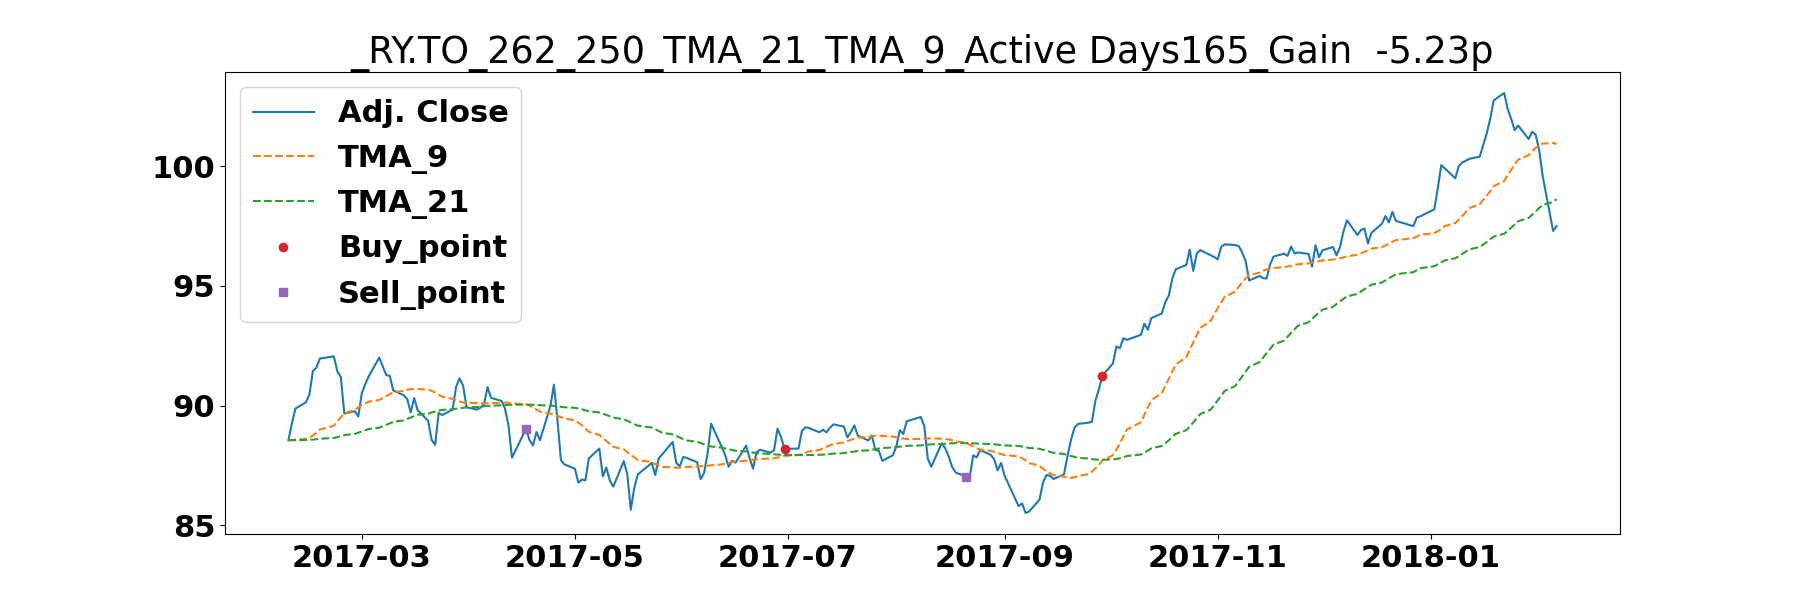 _RY.TO_262_250_TMA_21_TMA_9_Active Days165_Gain  -5.23p
Adj. Close
TMA_9
TMA_21
Buy_point
Sell_point
100
95
90
85
2017-03 2017-05 2017-07 2017-09 2017-11 2018-01